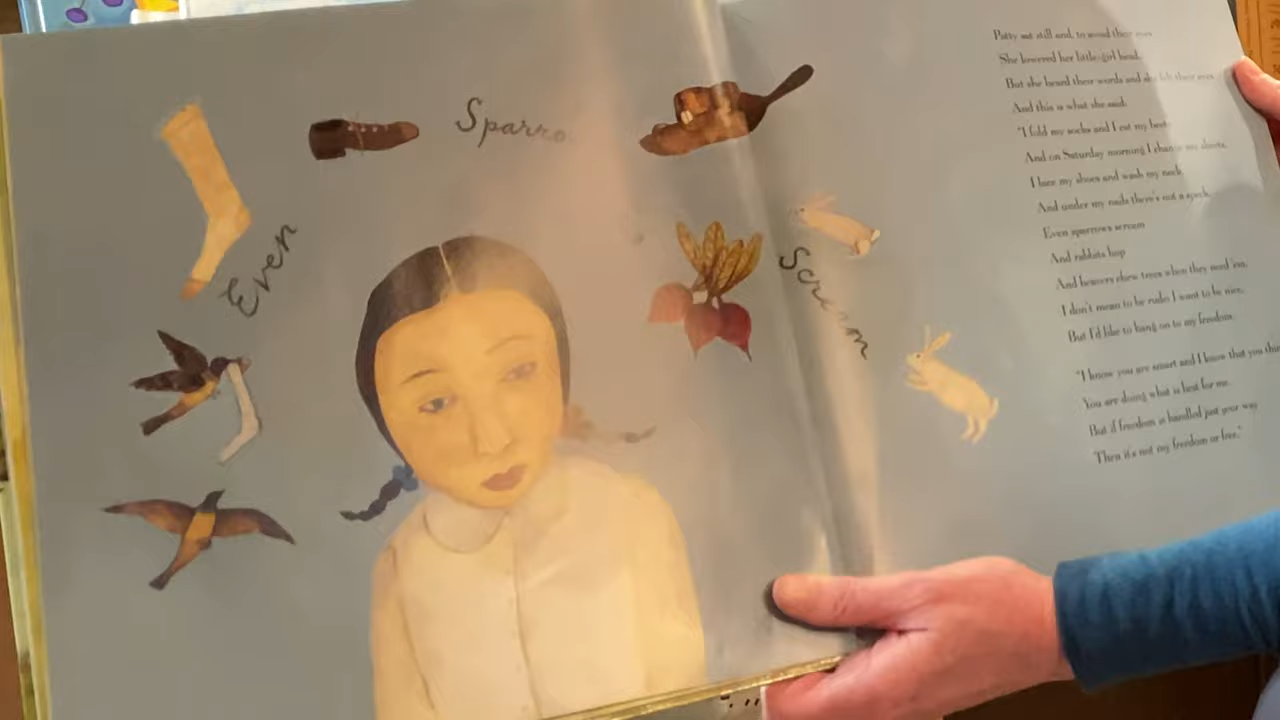 Even
Sparro
Scream
Patty sat still and, to avoid their eyes
She lowered her little-girl head.
But she heard their words and she felt their eyes
And this is what she said:
"I fold my socks and I eat my beets
And on Saturday morning I change my sheets.
I lace my shoes and wash my neck
And under my nails there's not a speck.
Even sparrows scream
And rabbits hop
And beavers chew trees when they need 'em.
I don't mean to be rude: I want to be nice,
But I'd like to hang on to my freedom.
"I know you are smart and I know that you thin
You are doing what is best for me.
But if freedom is handled just your way
Then it's not my freedom or free."